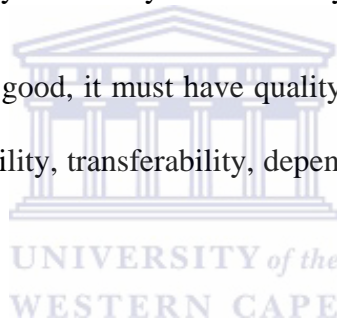 good, it must have quality
ility, transferability, depen
UNIVERSITY of the
WESTERN CAPE